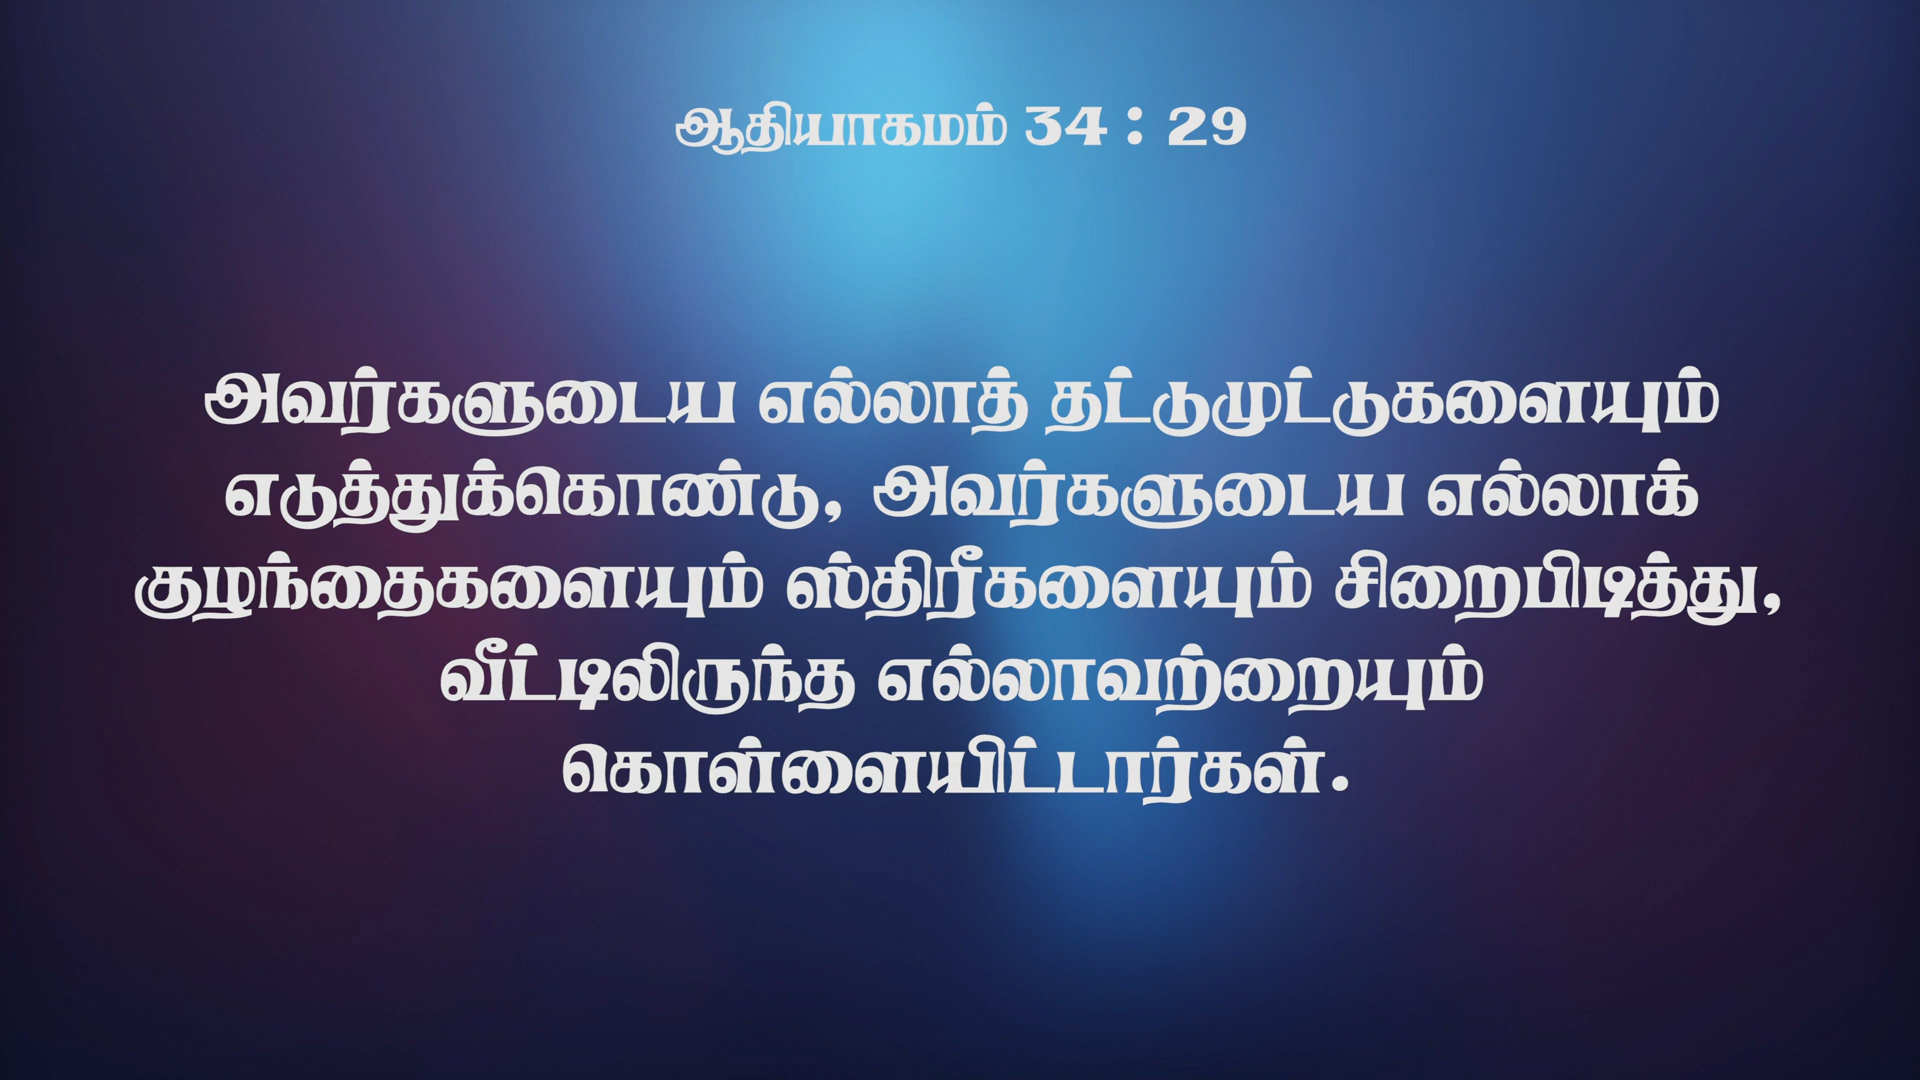 ஆதியாகமம் 34 : 29
அவர்களுடைய எல்லாத் தட்டுமுட்டுகளையும்
எடுத்துக்கொண்டு, அவர்களுடைய எல்லாக்
குழந்தைகளையும் ஸ்திரீகளையும் சிறைபிடித்து,
வீட்டிலிருந்த எல்லாவற்றையும்
கொள்ளையிட்டார்கள்.